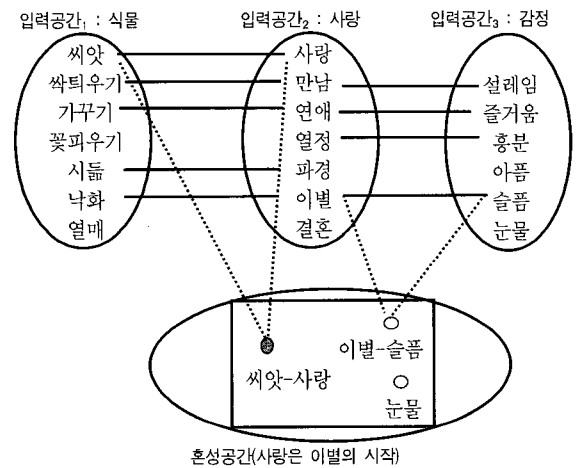 입력공간₁ : 식물 입력공간₂ : 사랑 입력공간₃ : 감정
씨앗 사랑
싹틔우기 만남 설레임
가꾸기 연애 즐거움
꽃피우기 열정 흥분
시듦 파경 아픔
낙화 이별 슬픔
열매 결혼 눈물
이별-슬픔
씨앗-사랑
눈물
혼성공간(사랑은 이별의 시작)